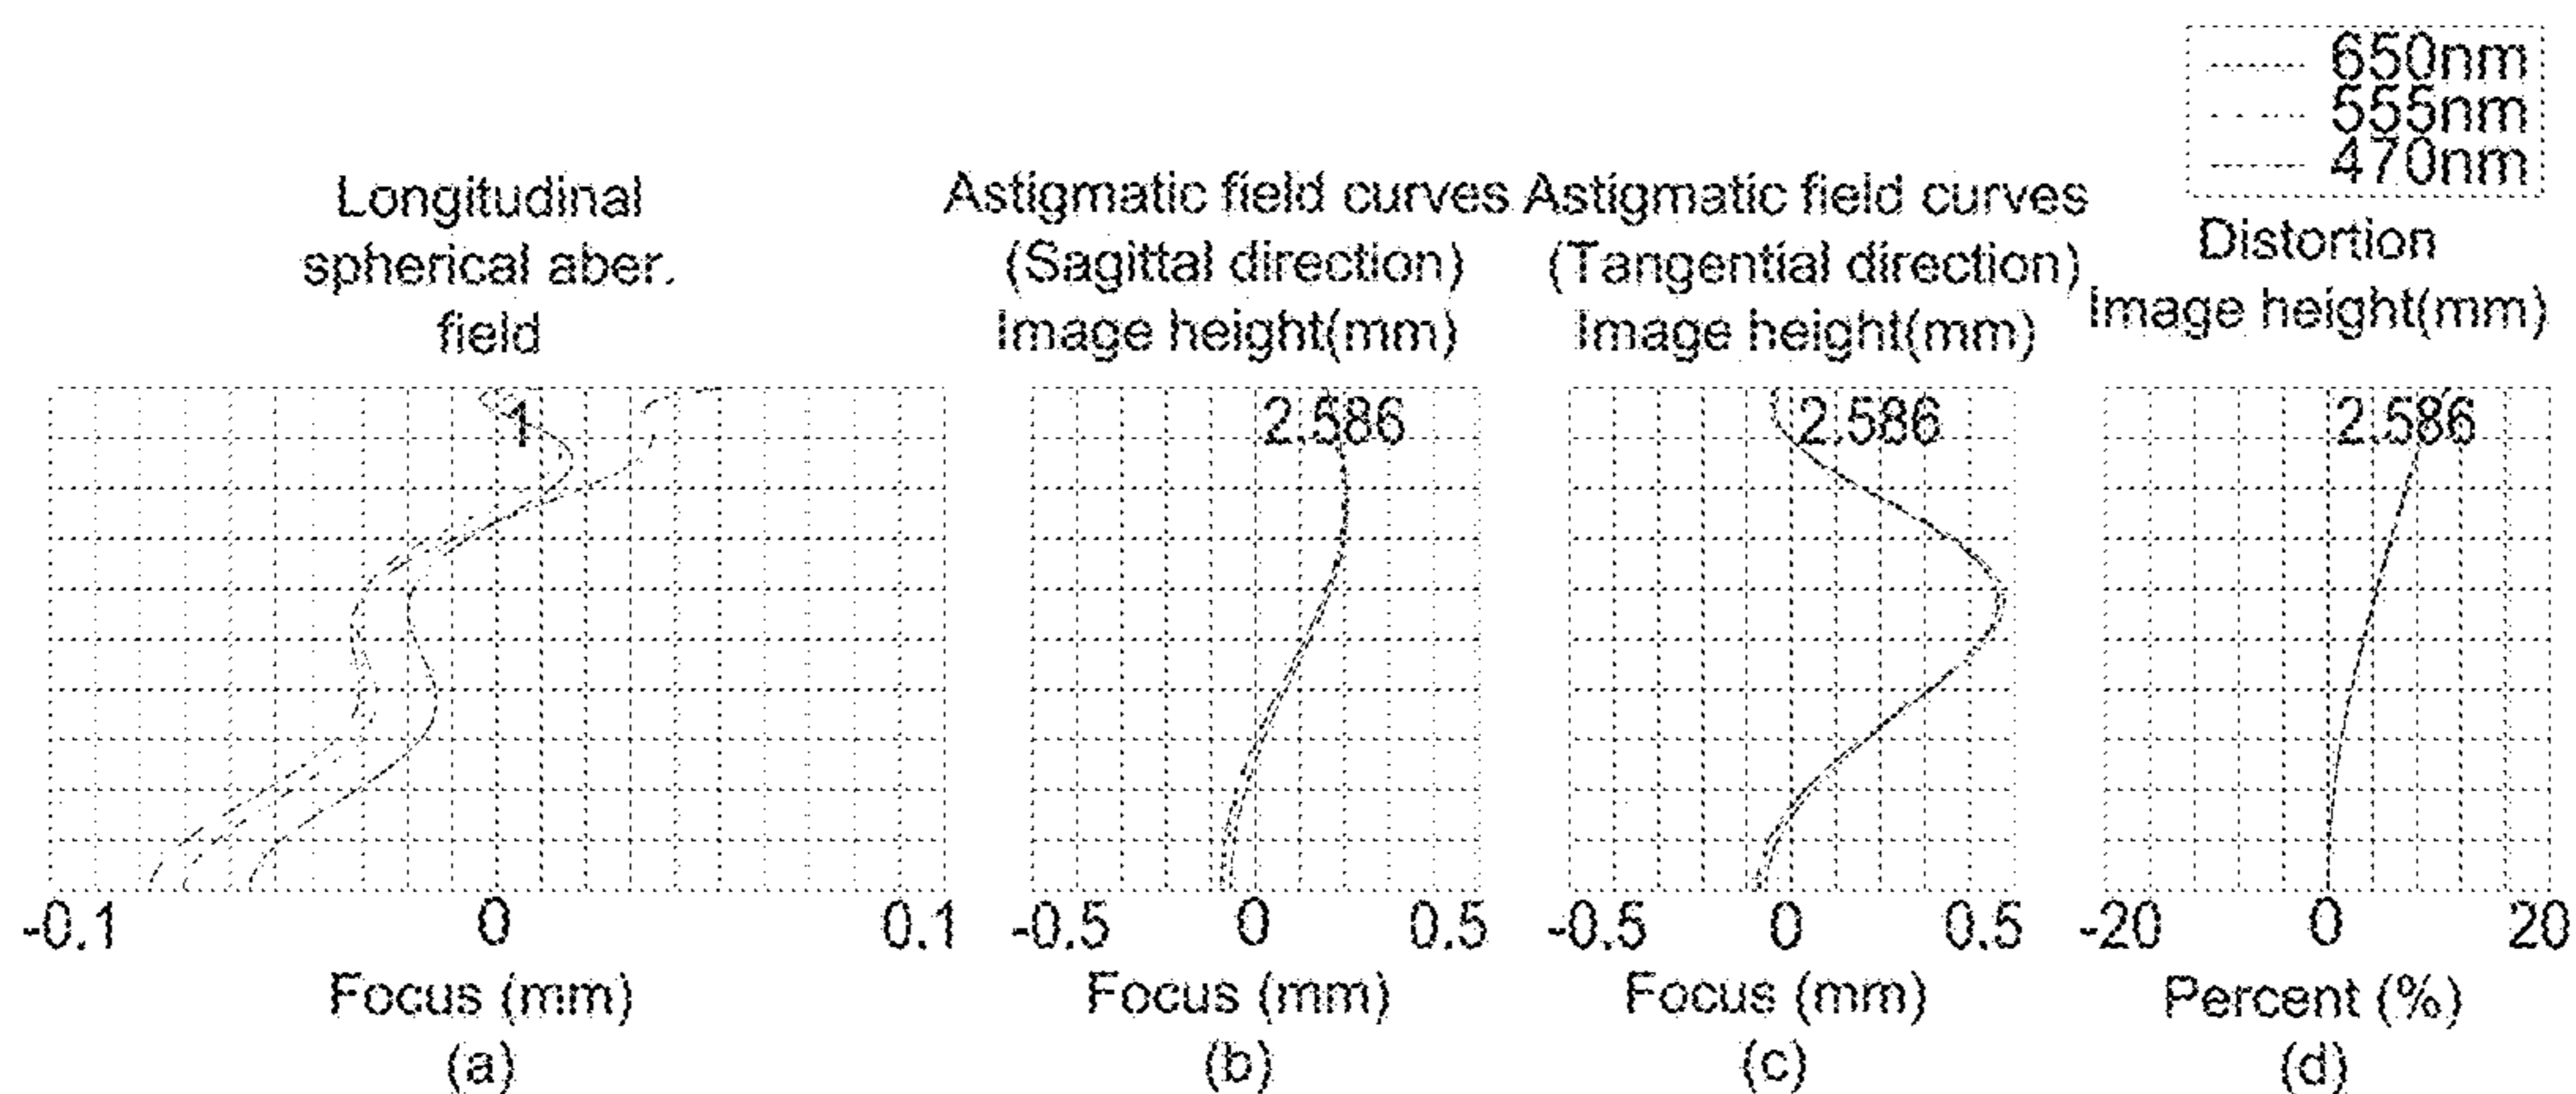 650nm
555nm
470nm
Longitudinal
spherical aber.
field
Astigmatic field curves
(Sagittal direction)
Image height(mm)
Astigmatic field curves
(Tangential direction)
Image height(mm)
Distortion
Image height(mm)
1
2.586
2.586
2.586
-0.1 0 0.1
-0.5 0 0.5
-0.5 0 0.5
-20 0 20
Focus (mm)
Focus (mm)
Focus (mm)
Percent (%)
(a)
(b)
(c)
(d)